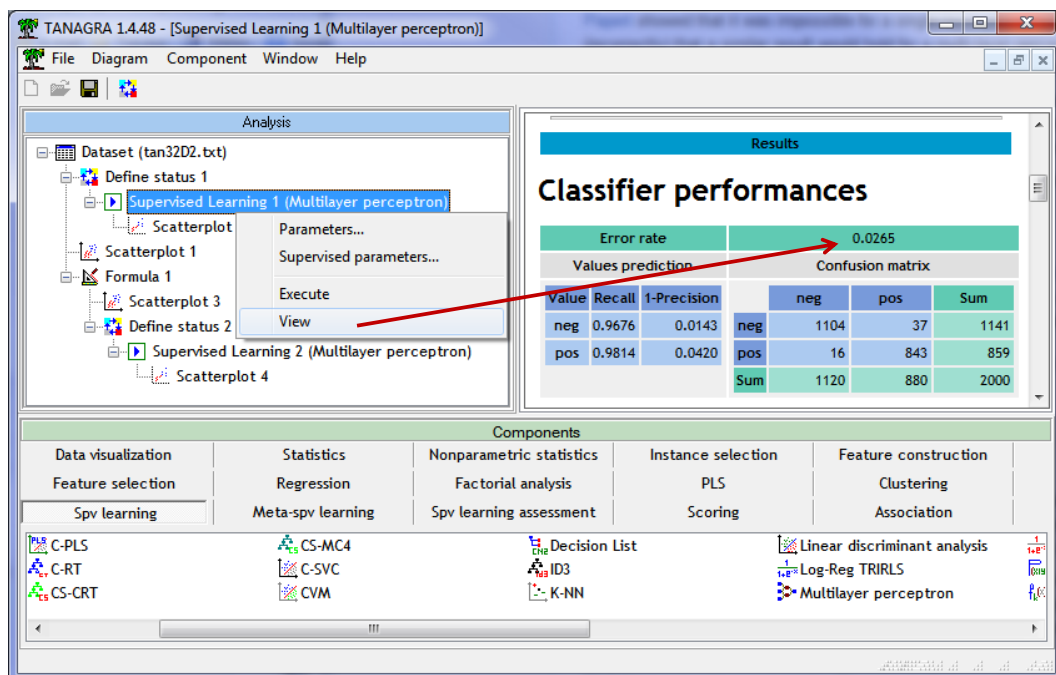 TANAGRA 1.4.48 - [Supervised Learning 1 (Multilayer perceptron)]
File Diagram Component Window Help
Analysis
Dataset (tan32D2.txt)
Define status 1
Supervised Learning 1 (Multilayer perceptron)
Scatterplot
Scatterplot 1
Formula 1
Scatterplot 3
Define status 2
Supervised Learning 2 (Multilayer perceptron)
Scatterplot 4
Parameters...
Supervised parameters...
Execute
View
Results
Classifier performances
Error rate 0.0265
Values prediction Confusion matrix
Value Recall 1-Precision neg pos Sum
neg 0.9676 0.0143 neg 1104 37 1141
pos 0.9814 0.0420 pos 16 843 859
Sum 1120 880 2000
Components
Data visualization Statistics Nonparametric statistics Instance selection Feature construction
Feature selection Regression Factorial analysis PLS Clustering
Spv learning Meta-spv learning Spv learning assessment Scoring Association
C-PLS CS-MC4 Decision List Linear discriminant analysis
C-RT C-SVC ID3 Log-Reg TRIRLS
CS-CRT CVM K-NN Multilayer perceptron